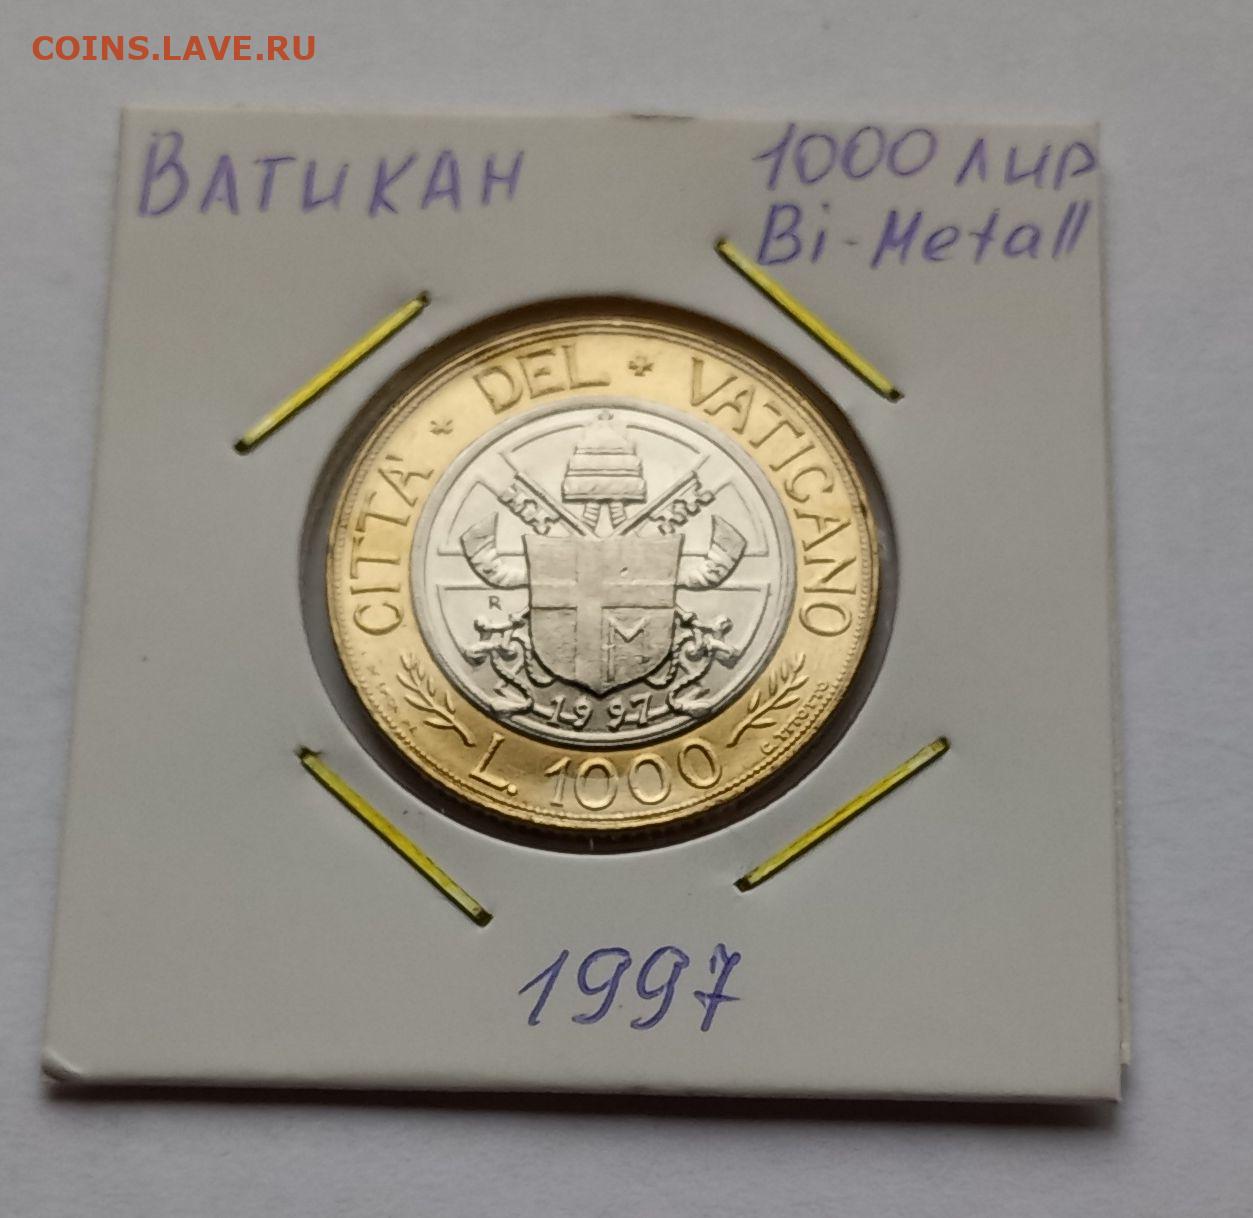 COINS.LAVE.RU
Ватикан
1000 лир
Bi-Metall
CITTA' * DEL * VATICANO
R
M
1997
L. 1000
1997